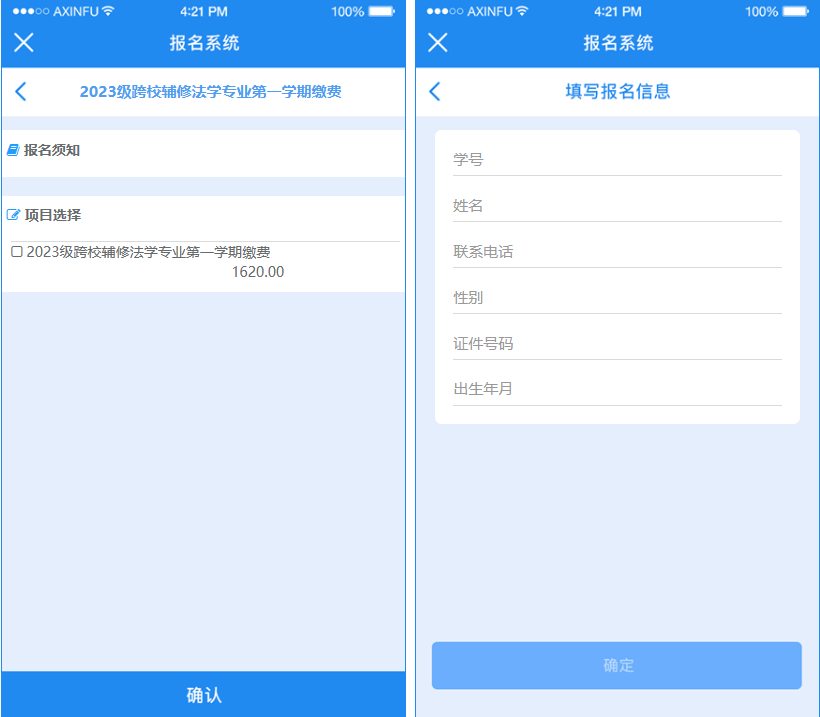 AXINFU 4:21 PM 100%
报名系统
2023级跨校辅修法学专业第一学期缴费
报名须知
项目选择
2023级跨校辅修法学专业第一学期缴费
1620.00
确认
AXINFU 4:21 PM 100%
报名系统
填写报名信息
学号
姓名
联系电话
性别
证件号码
出生年月
确定